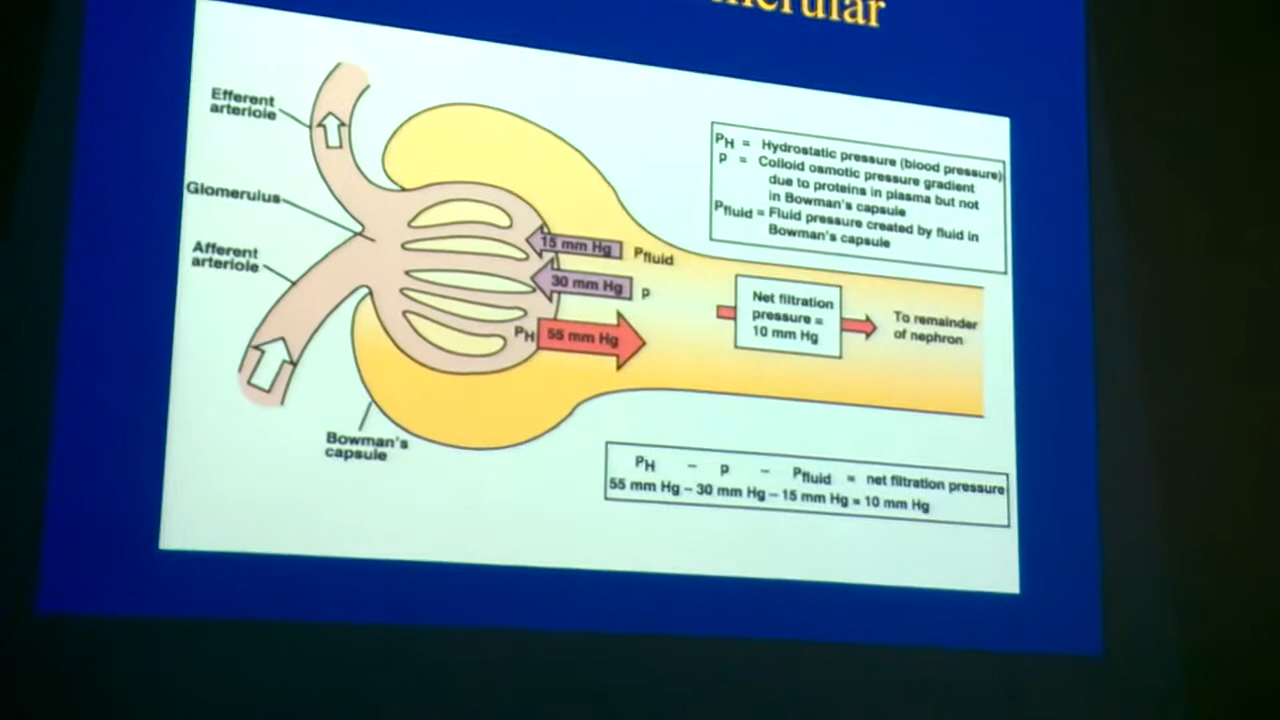 Efferent
arteriole
Glomerulus
Afferent
arteriole
Bowman's
capsule
15 mm Hg
Pfluid
30 mm Hg
p
PH
55 mm Hg
PH = Hydrostatic pressure (blood pressure)
p = Colloid osmotic pressure gradient
due to proteins in plasma but not
in Bowman's capsule
Pfluid = Fluid pressure created by fluid in
Bowman's capsule
Net filtration
pressure =
10 mm Hg
To remainder
of nephron
PH - p - Pfluid = net filtration pressure
55 mm Hg – 30 mm Hg – 15 mm Hg = 10 mm Hg